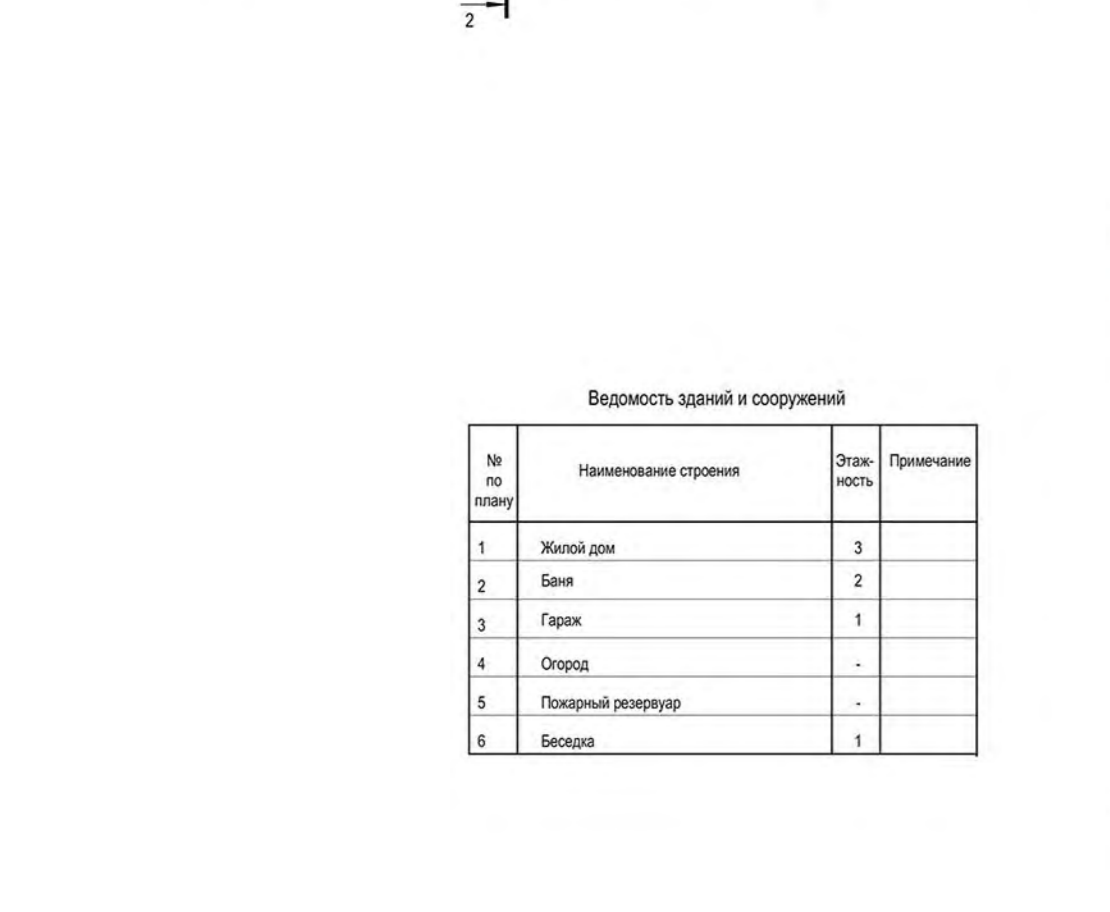 2
Ведомость зданий и сооружений
№ по плану Наименование строения Этаж-ность Примечание
1 Жилой дом 3
2 Баня 2
3 Гараж 1
4 Огород -
5 Пожарный резервуар -
6 Беседка 1